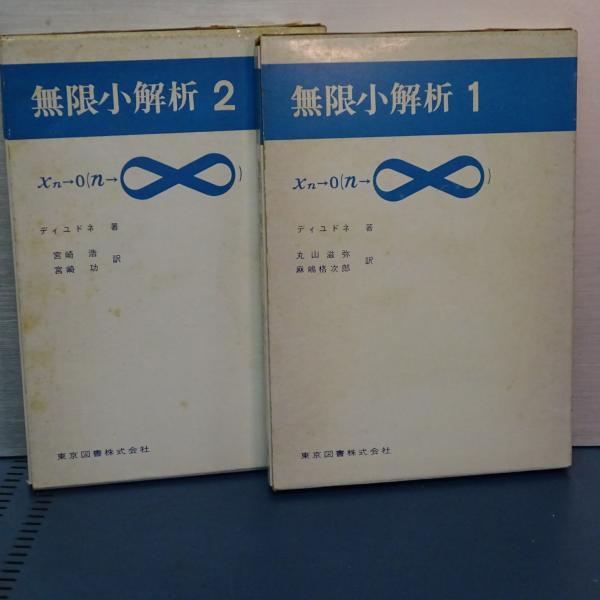 無限小解析 2
xn→0(n→∞)
ディユドネ 著
宮崎 浩
宮崎 功
訳
東京図書株式会社
無限小解析 1
xn→0(n→∞)
ディユドネ 著
丸山滋弥
麻嶋格次郎
訳
東京図書株式会社